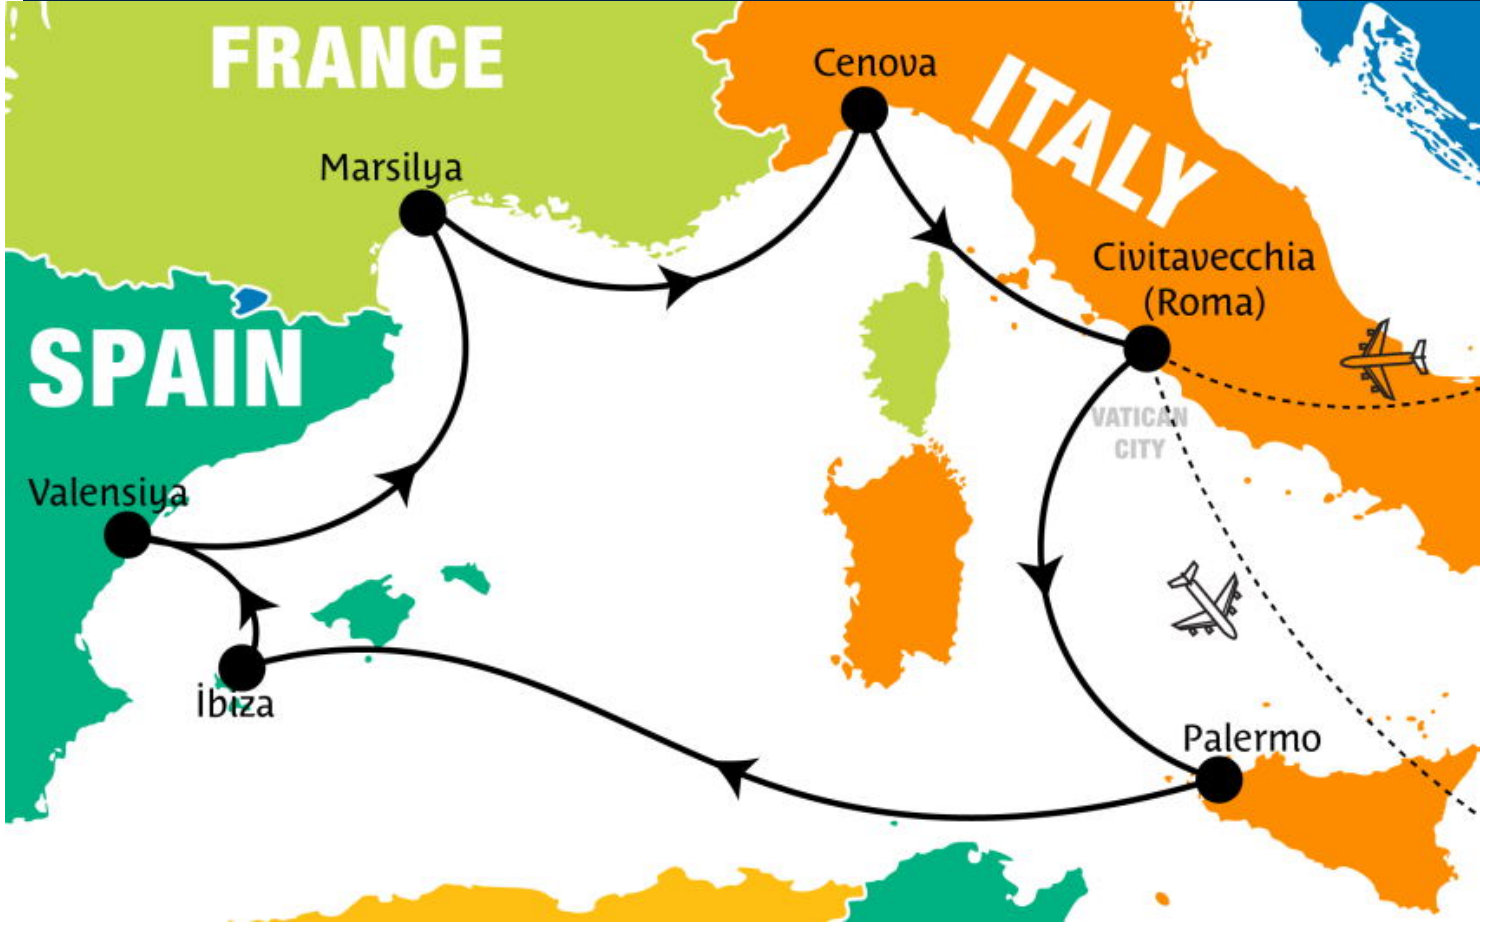 FRANCE
Cenova
ITALY
Marsilya
Civitavecchia
(Roma)
SPAIN
VATICAN
CITY
Valensiya
İbiza
Palermo